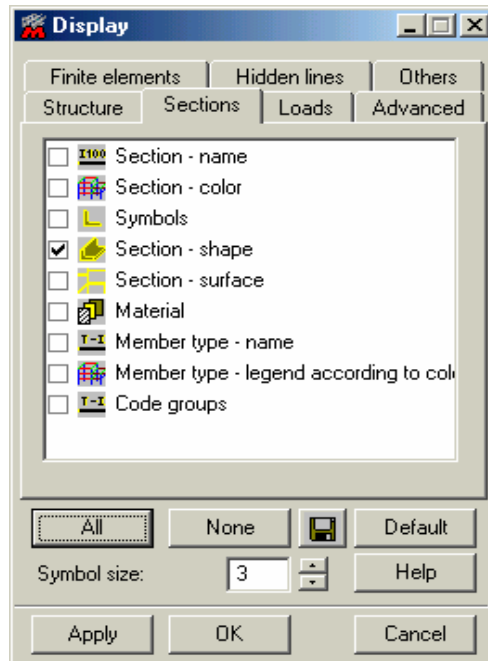 Display
Finite elements Hidden lines Others
Structure Sections Loads Advanced
I100 Section - name
Section - color
Symbols
Section - shape
Section - surface
Material
T-I Member type - name
Member type - legend according to col
T-I Code groups
All None Default
Symbol size: 3 Help
Apply OK Cancel